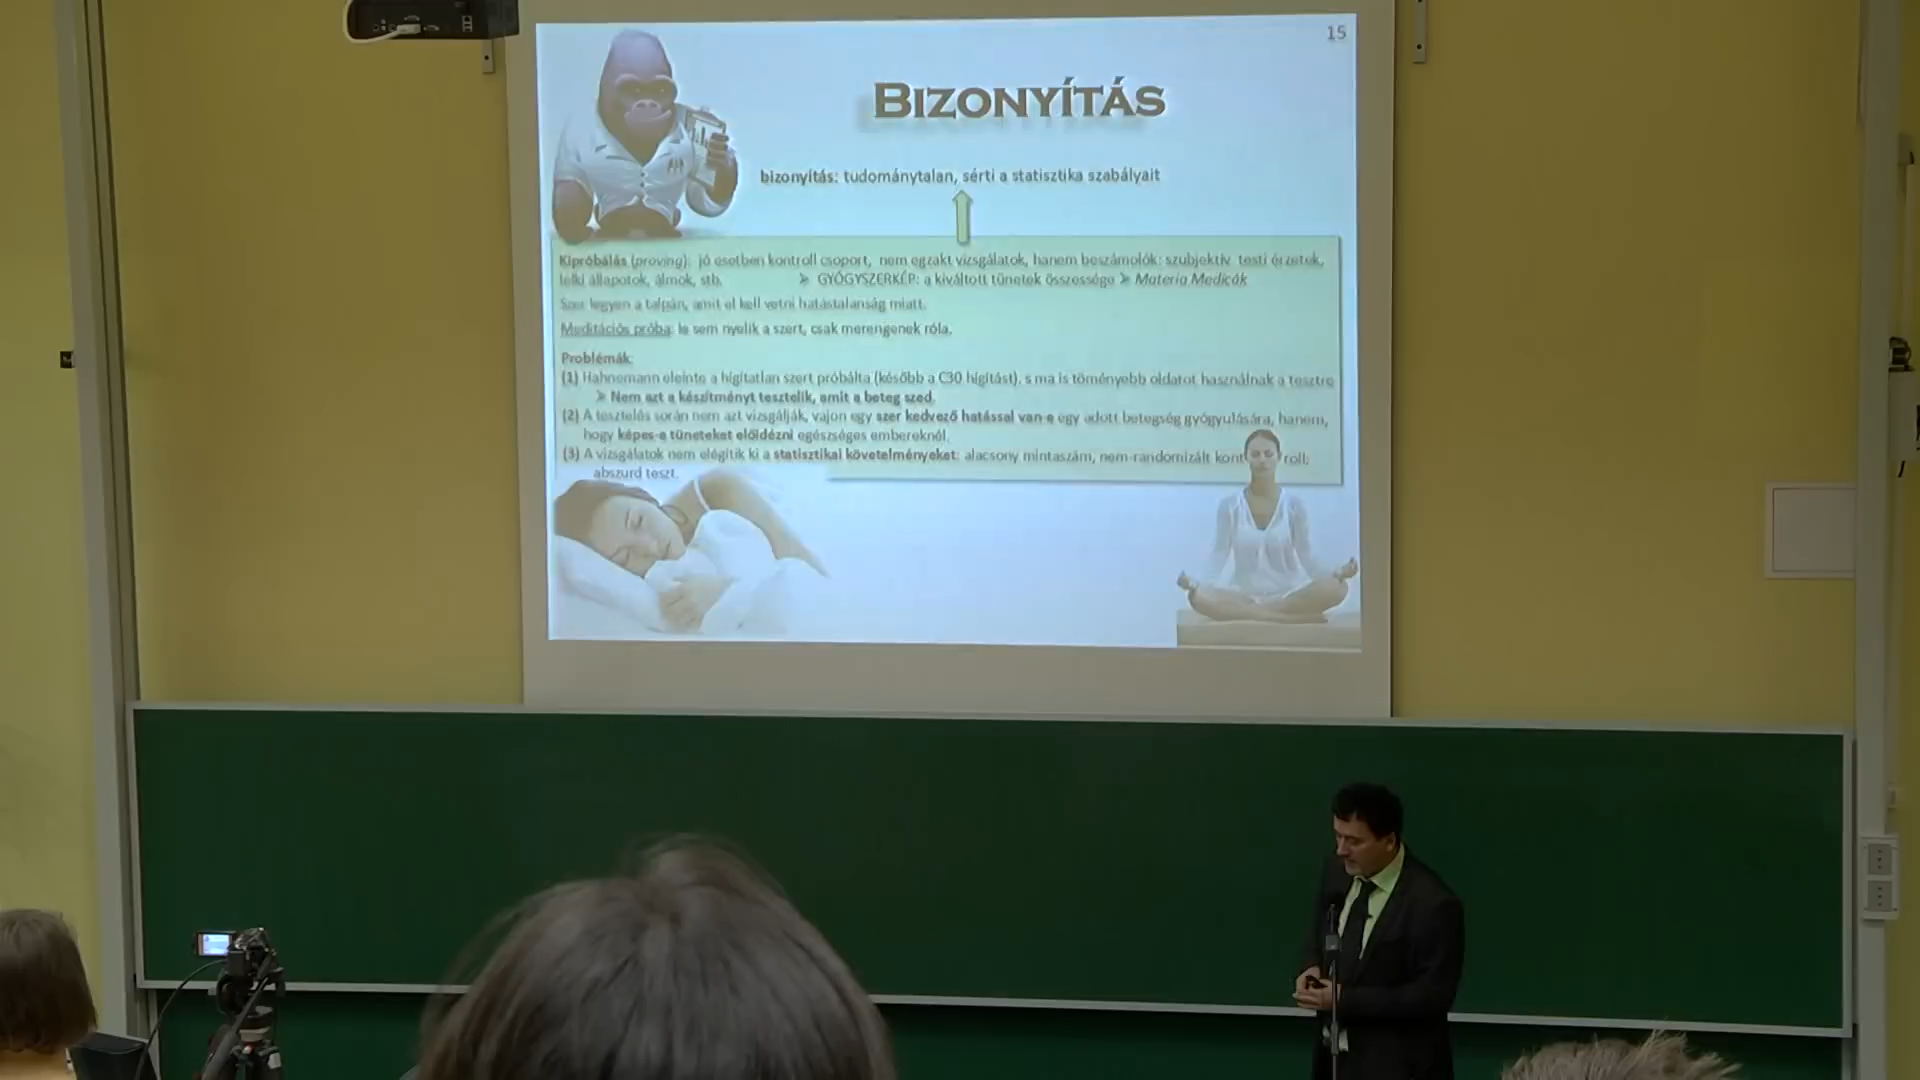 15
BIZONYÍTÁS
bizonyítás: tudománytalan, sérti a statisztika szabályait
Kipróbálás (proving): jó esetben kontroll csoport, nem egzakt vizsgálatok, hanem beszámolók: szubjektív testi érzetek,
lelki állapotok, álmok, stb. ➢ GYÓGYSZERKÉP: a kiváltott tünetek összessége ➢ Materia Medicák
Szer legyen a talpán, amit el kell vetni hatástalanság miatt.
Meditációs próba: le sem nyelik a szert, csak merengenek róla.
Problémák:
(1) Hahnemann eleinte a hígítatlan szert próbálta (később a C30 hígítást), s ma is töményebb oldatot használnak a tesztre
➢ Nem azt a készítményt tesztelik, amit a beteg szed.
(2) A tesztelés során nem azt vizsgálják, vajon egy szer kedvező hatással van-e egy adott betegség gyógyulására, hanem,
hogy képes-e tüneteket előidézni egészséges embereknél.
(3) A vizsgálatok nem elégítik ki a statisztikai követelményeket: alacsony mintaszám, nem-randomizált kontroll;
abszurd teszt.